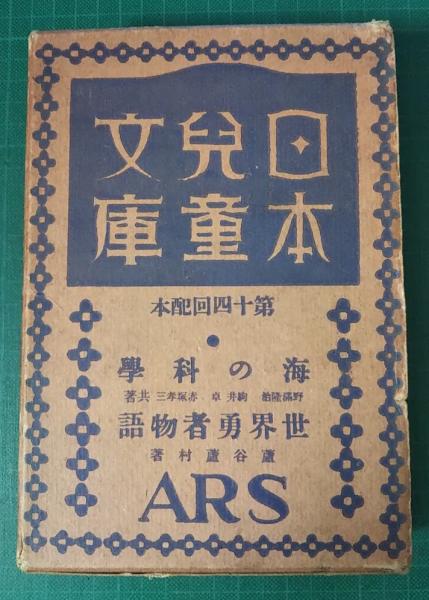 日本
兒童
文庫
第十四回配本
海の科學
野滿隆治 駒井卓 赤塚孝三 共著
世界勇者物語
蘆谷蘆村著
ARS